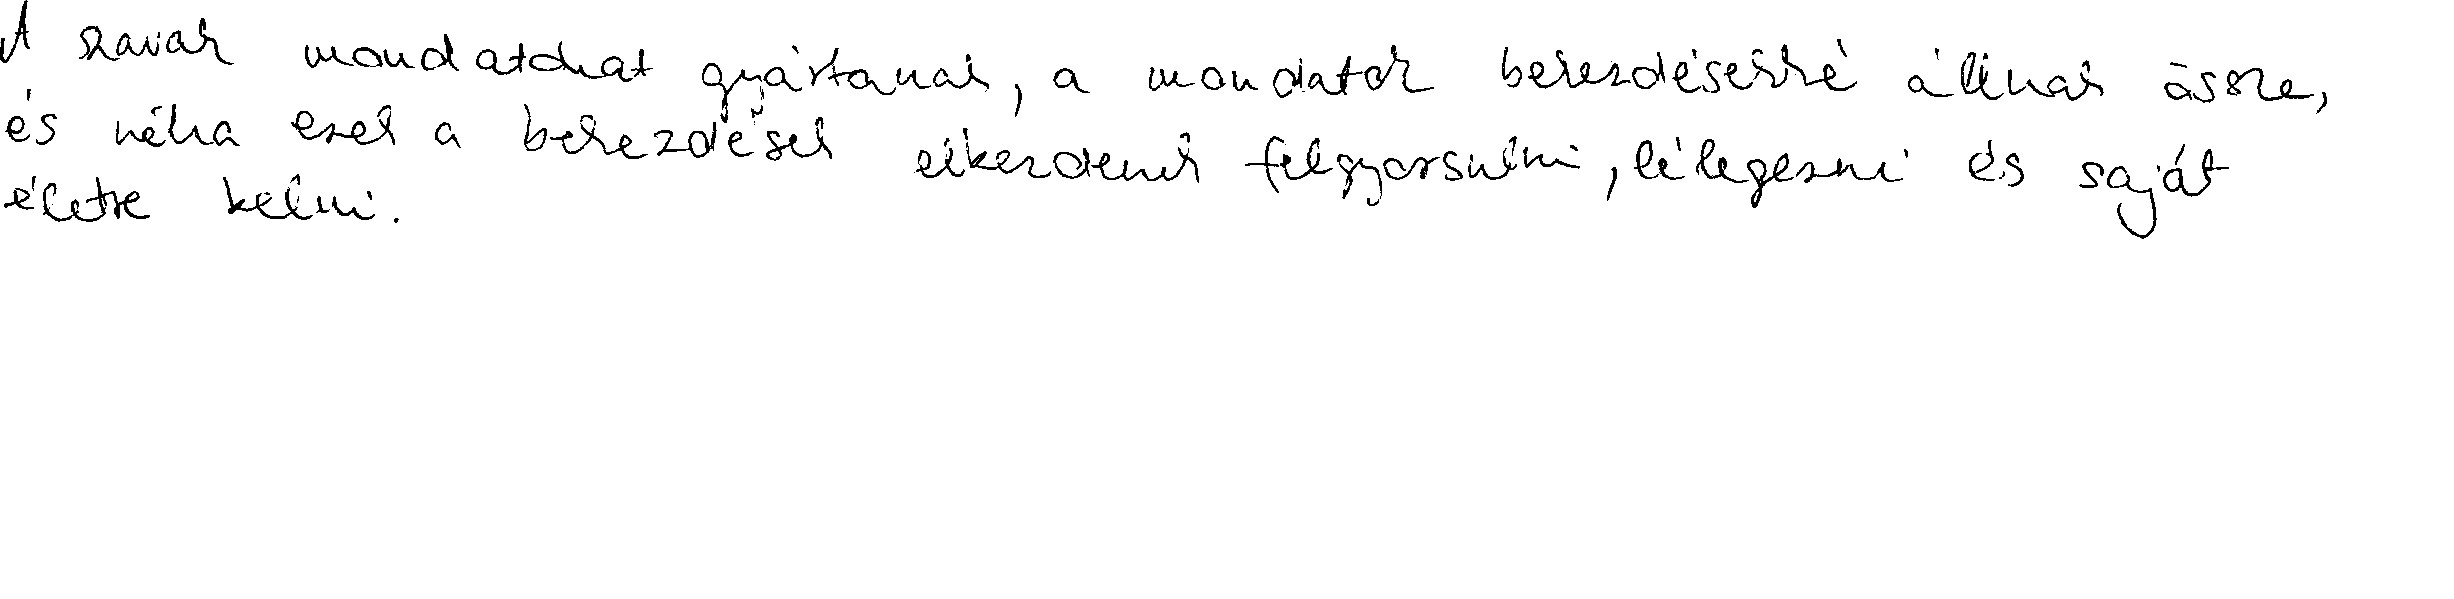 A szavak mondatokat gyártanak, a mondatok bekezdésekké állnak össze,
és néha ezek a bekezdések elkezdenek felgyorsulni, lélegezni és saját
életre kelni.